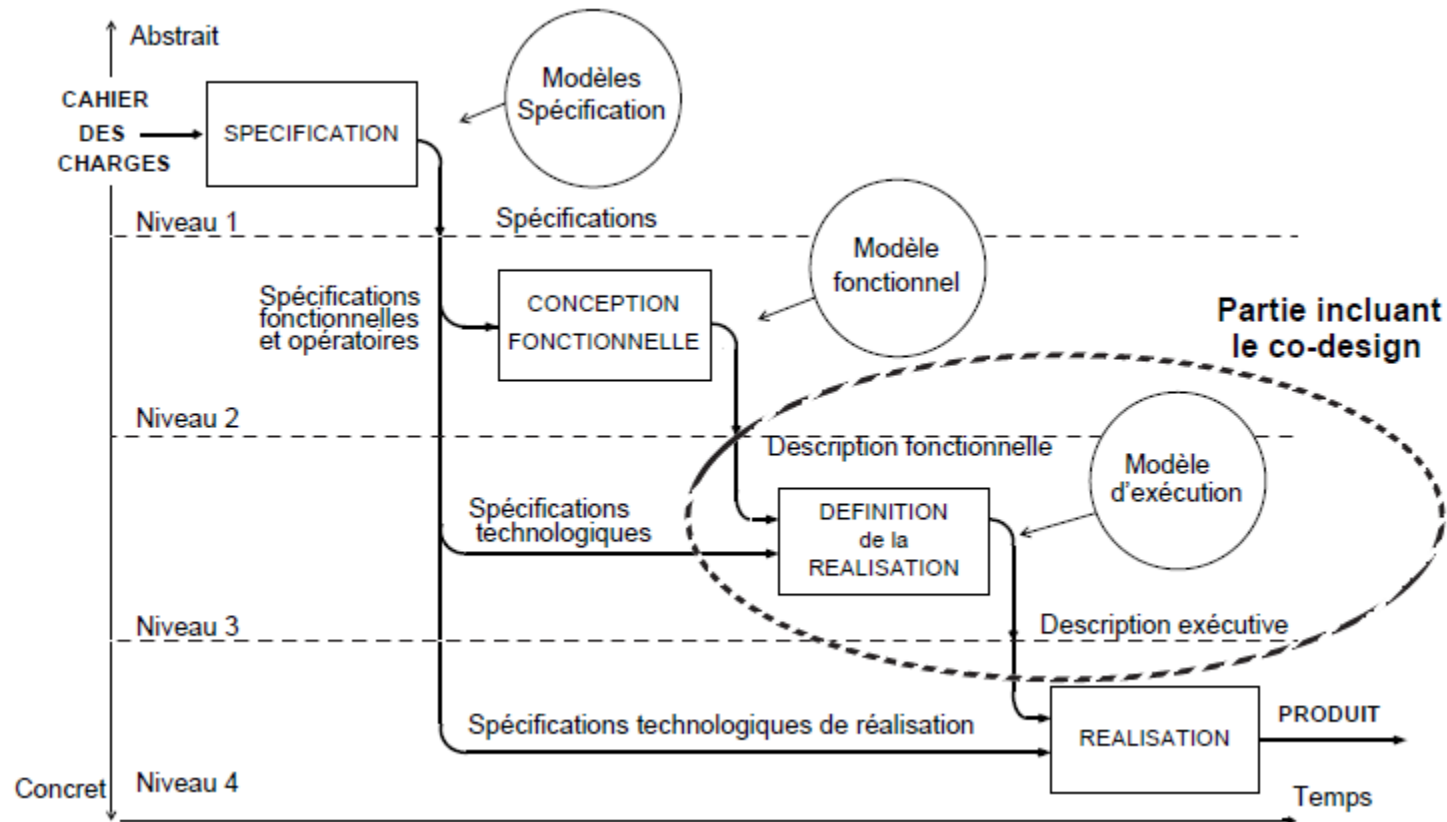 Abstrait
Modèles
Spécification
CAHIER
DES
CHARGES
SPECIFICATION
Niveau 1
Spécifications
Modèle
fonctionnel
Spécifications
fonctionnelles
et opératoires
CONCEPTION
FONCTIONNELLE
Partie incluant
le co-design
Niveau 2
Description fonctionnelle
Modèle
d'exécution
Spécifications
technologiques
DEFINITION
de la
REALISATION
Niveau 3
Description exécutive
Spécifications technologiques de réalisation
REALISATION
PRODUIT
Concret
Niveau 4
Temps